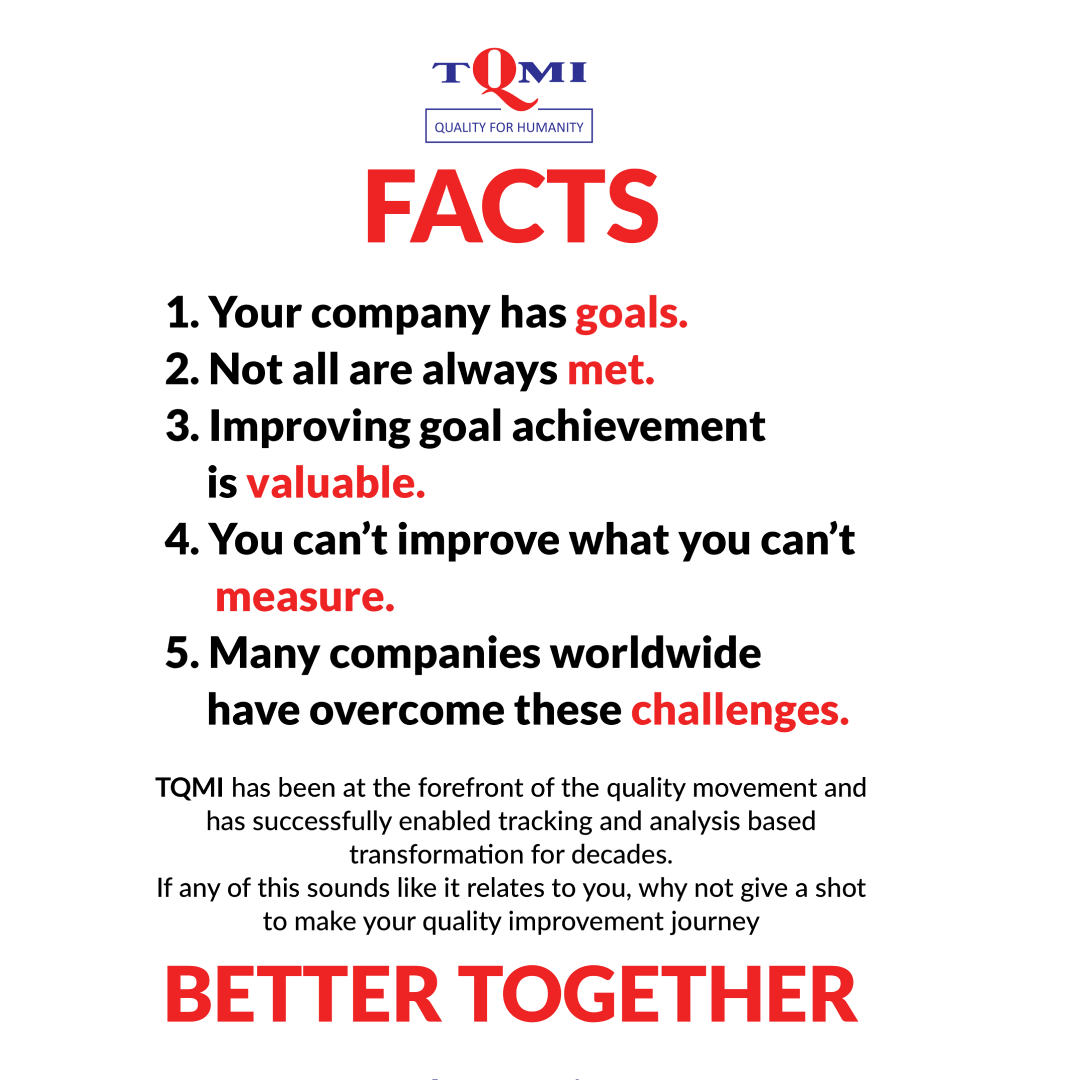 TQMI
QUALITY FOR HUMANITY
FACTS
1. Your company has goals.
2. Not all are always met.
3. Improving goal achievement
is valuable.
4. You can’t improve what you can’t
measure.
5. Many companies worldwide
have overcome these challenges.
TQMI has been at the forefront of the quality movement and
has successfully enabled tracking and analysis based
transformation for decades.
If any of this sounds like it relates to you, why not give a shot
to make your quality improvement journey
BETTER TOGETHER